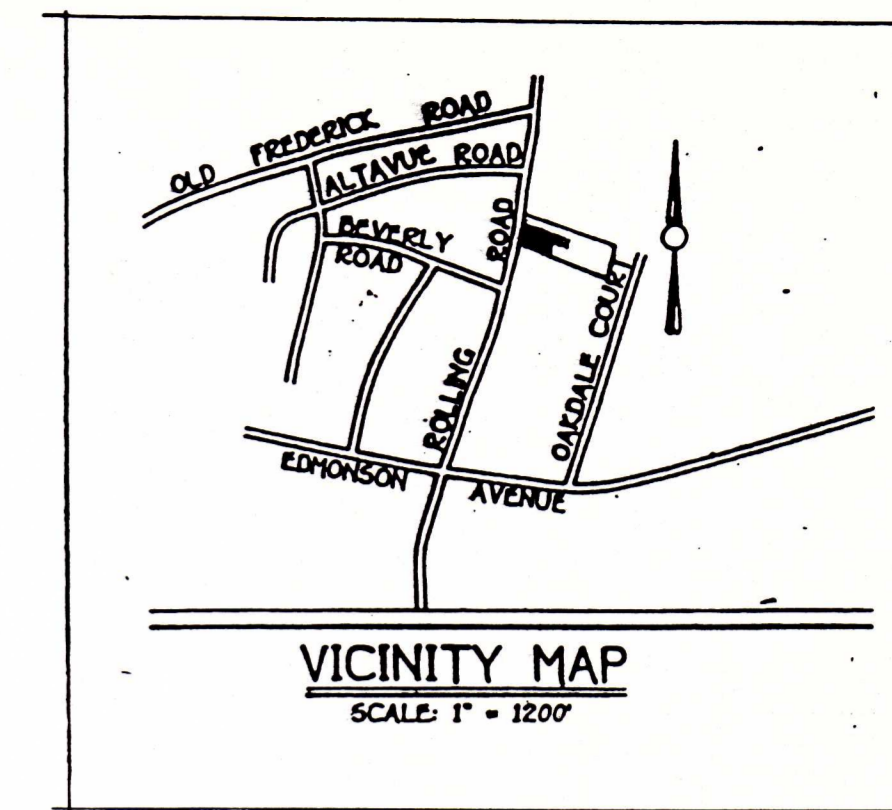 OLD FREDERICK ROAD
ALTAVUE ROAD
BEVERLY
ROAD
ROLLING ROAD
OAKDALE COURT
EDMONSON AVENUE
VICINITY MAP
SCALE: 1" = 1200'